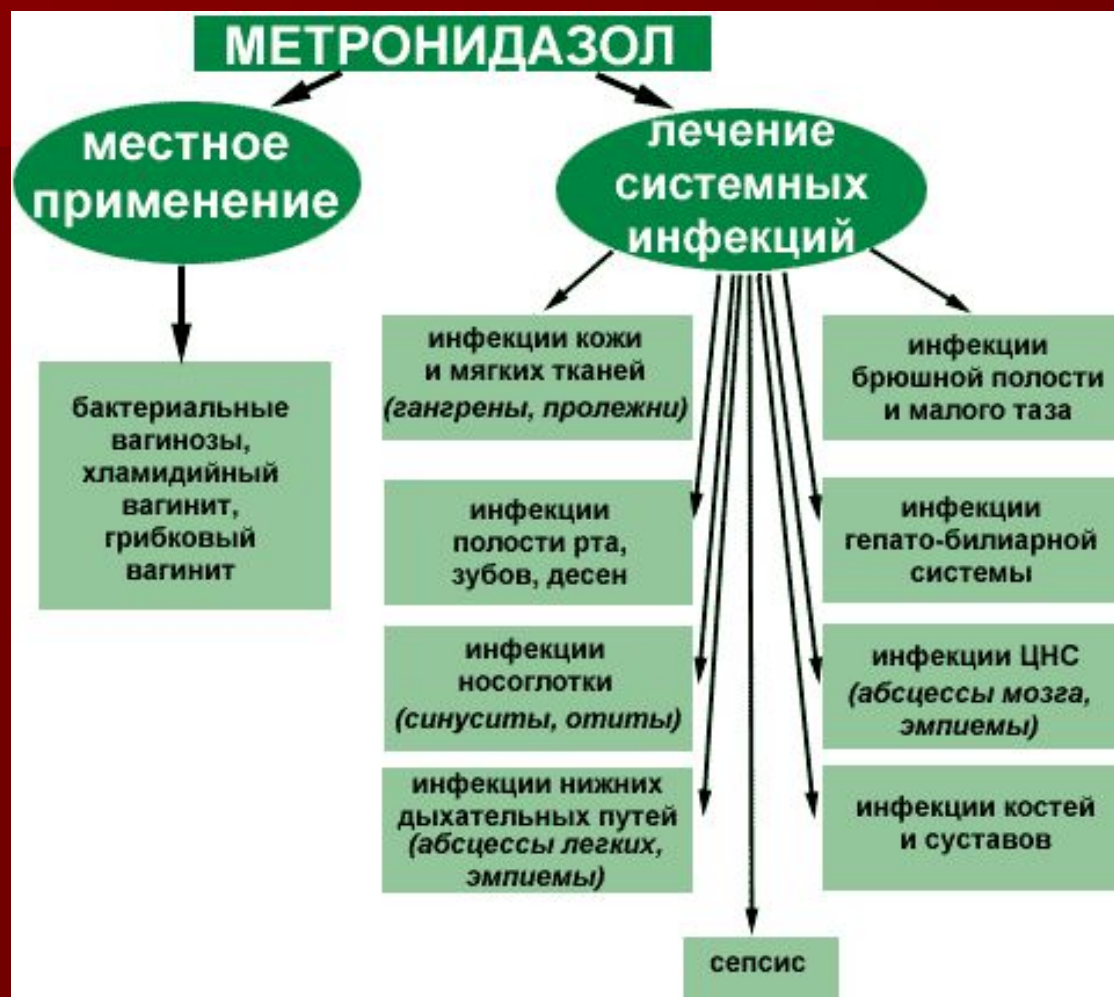 МЕТРОНИДАЗОЛ
местное
применение
лечение
системных
инфекций
бактериальные
вагинозы,
хламидийный
вагинит,
грибковый
вагинит
инфекции кожи
и мягких тканей
(гангрены, пролежни)
инфекции
брюшной полости
и малого таза
инфекции
полости рта,
зубов, десен
инфекции
гепато-билиарной
системы
инфекции
носоглотки
(синуситы, отиты)
инфекции ЦНС
(абсцессы мозга,
эмпиемы)
инфекции нижних
дыхательных путей
(абсцессы легких,
эмпиемы)
инфекции костей
и суставов
сепсис